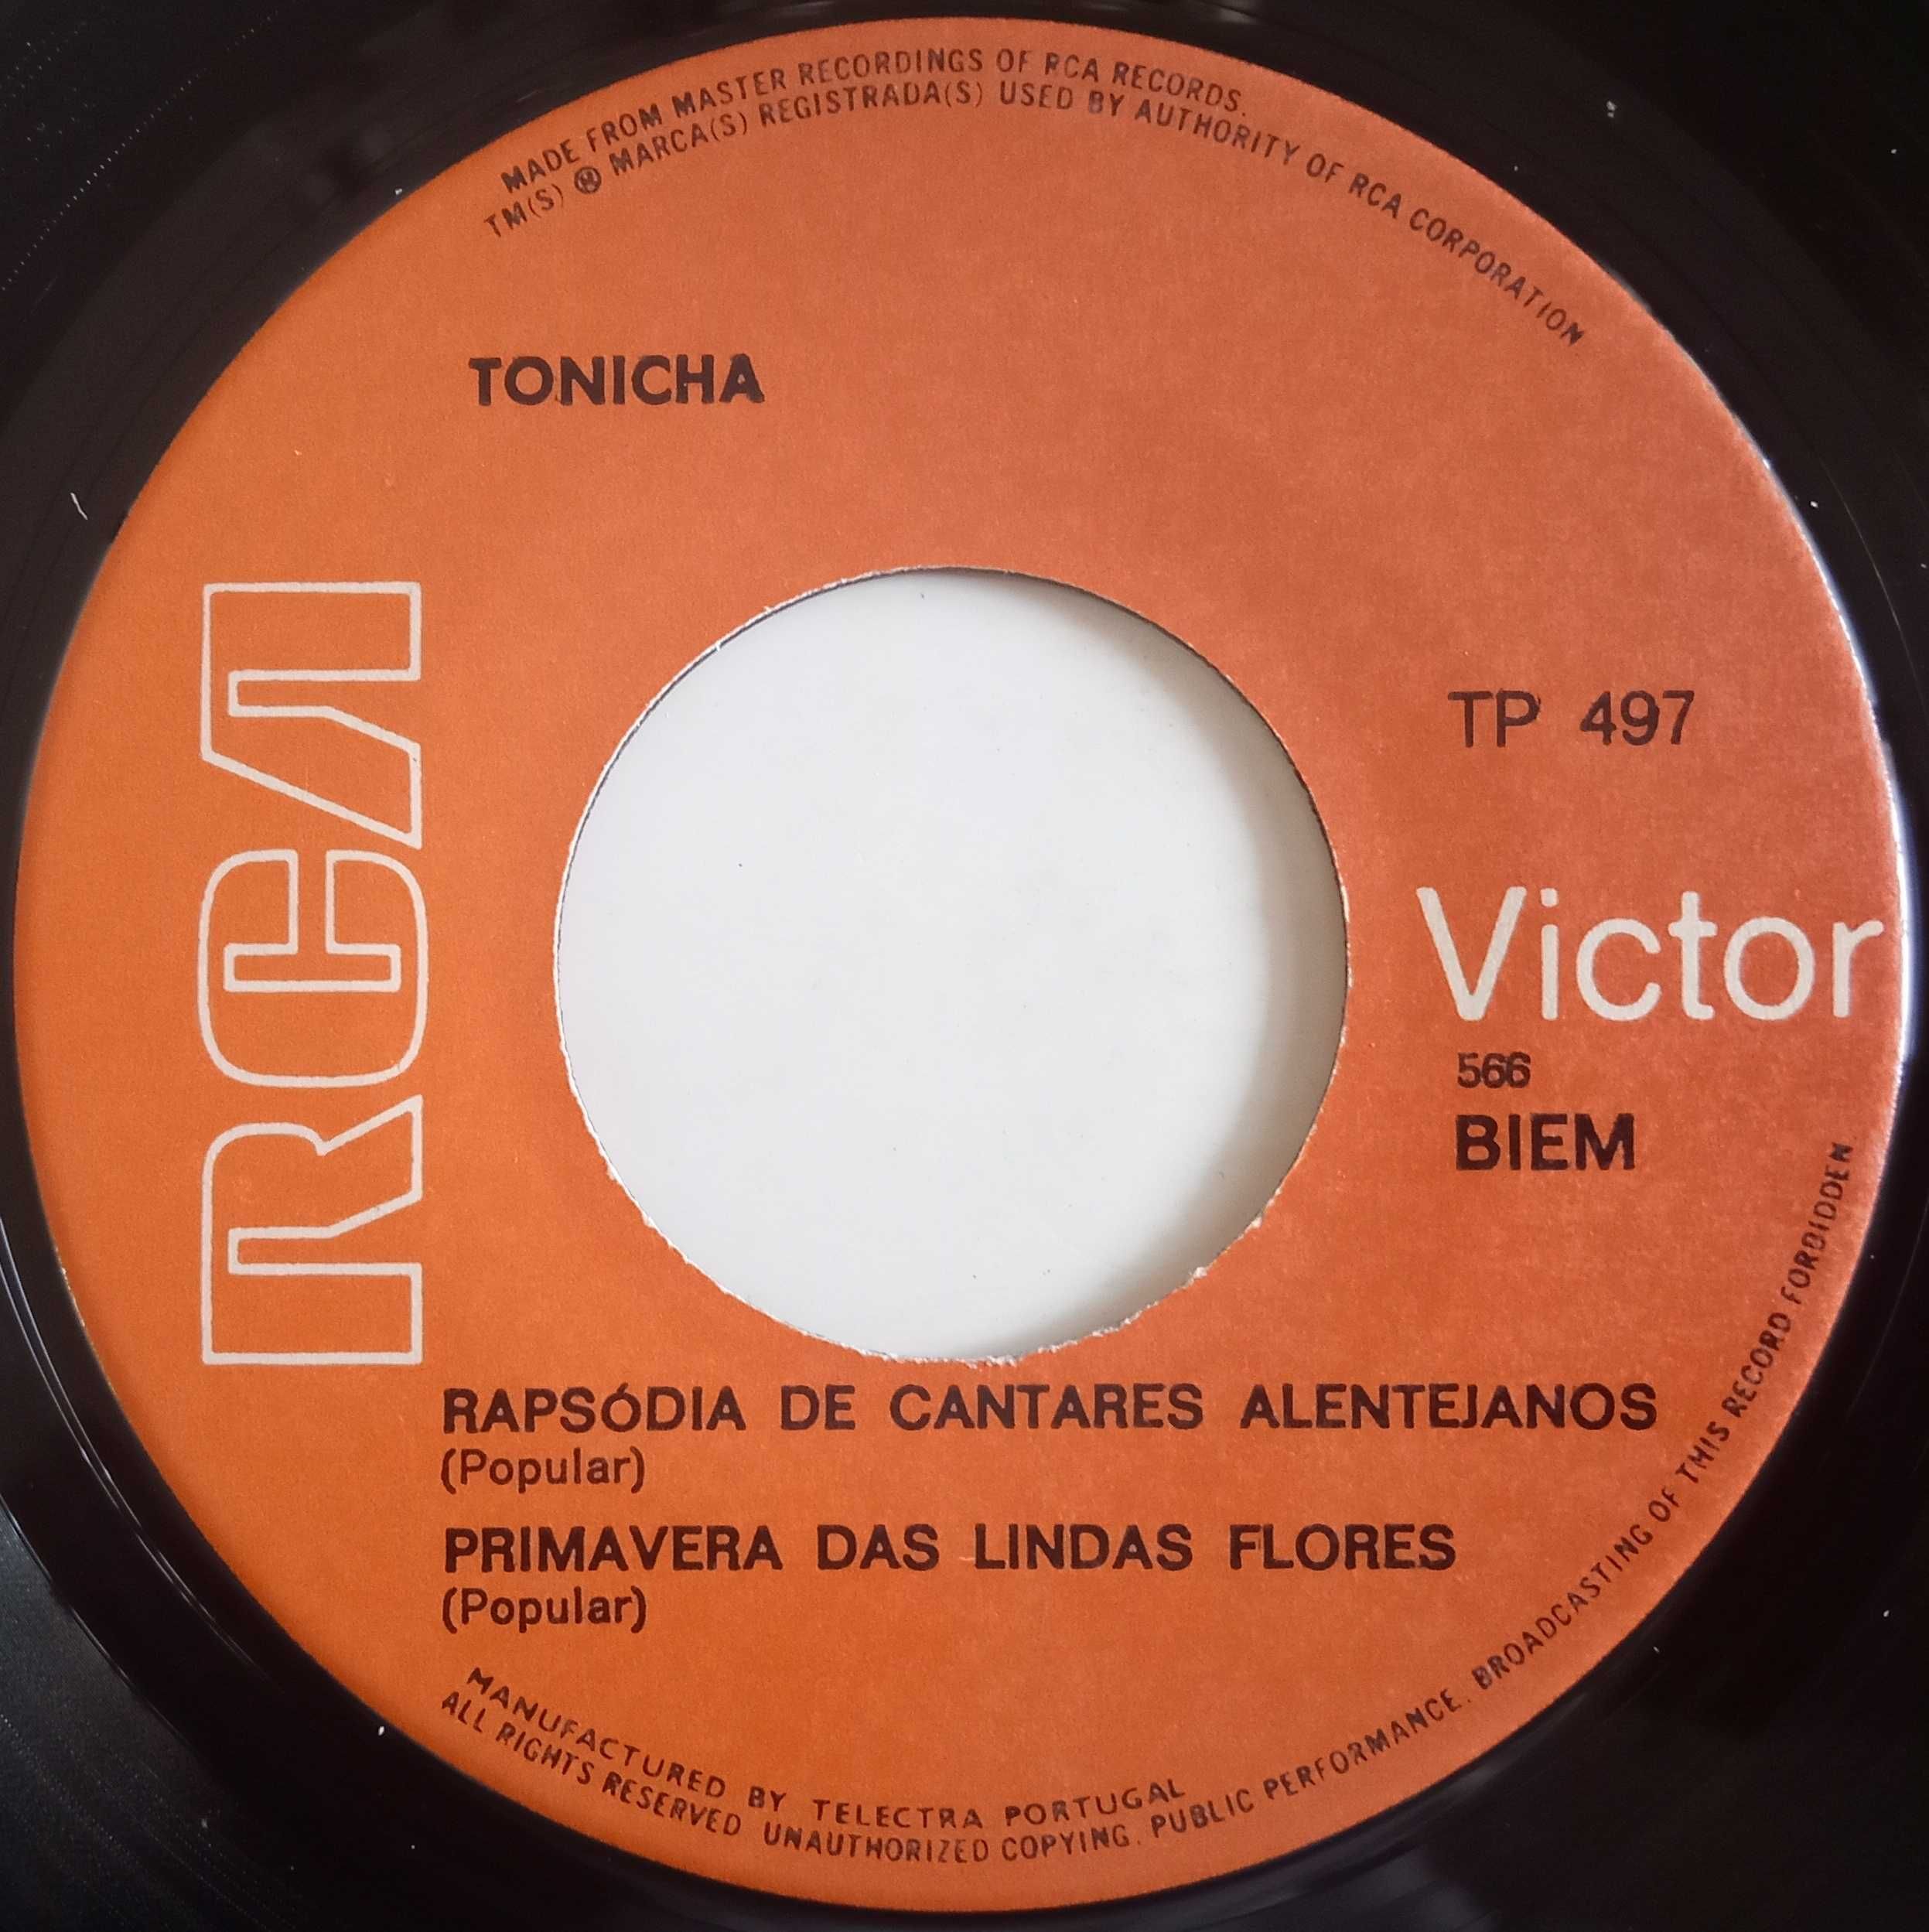 MADE FROM MASTER RECORDINGS OF RCA RECORDS.
TM(S) ® MARCA(S) REGISTRADA(S) USED BY AUTHORITY OF RCA CORPORATION
TONICHA
RCA
TP 497
Victor
566
BIEM
RAPSÓDIA DE CANTARES ALENTEJANOS
(Popular)
PRIMAVERA DAS LINDAS FLORES
(Popular)
MANUFACTURED BY TELECTRA PORTUGAL
ALL RIGHTS RESERVED UNAUTHORIZED COPYING. PUBLIC PERFORMANCE. BROADCASTING OF THIS RECORD FORBIDDEN